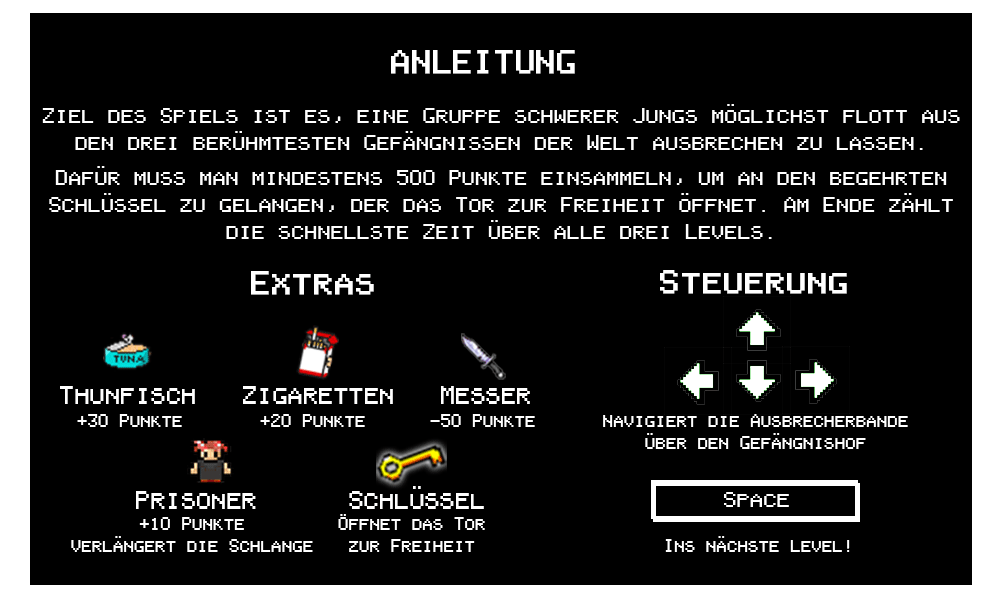 ANLEITUNG
ZIEL DES SPIELS IST ES, EINE GRUPPE SCHWERER JUNGS MÖGLICHST FLOTT AUS
DEN DREI BERÜHMTESTEN GEFÄNGNISSEN DER WELT AUSBRECHEN ZU LASSEN.
DAFÜR MUSS MAN MINDESTENS 500 PUNKTE EINSAMMELN, UM AN DEN BEGEHRTEN
SCHLÜSSEL ZU GELANGEN, DER DAS TOR ZUR FREIHEIT ÖFFNET. AM ENDE ZÄHLT
DIE SCHNELLSTE ZEIT ÜBER ALLE DREI LEVELS.
EXTRAS
TUNA
THUNFISCH
+30 PUNKTE
ZIGARETTEN
+20 PUNKTE
MESSER
-50 PUNKTE
PRISONER
+10 PUNKTE
VERLÄNGERT DIE SCHLANGE
SCHLÜSSEL
ÖFFNET DAS TOR
ZUR FREIHEIT
STEUERUNG
NAVIGIERT DIE AUSBRECHERBANDE
ÜBER DEN GEFÄNGNISHOF
SPACE
INS NÄCHSTE LEVEL!